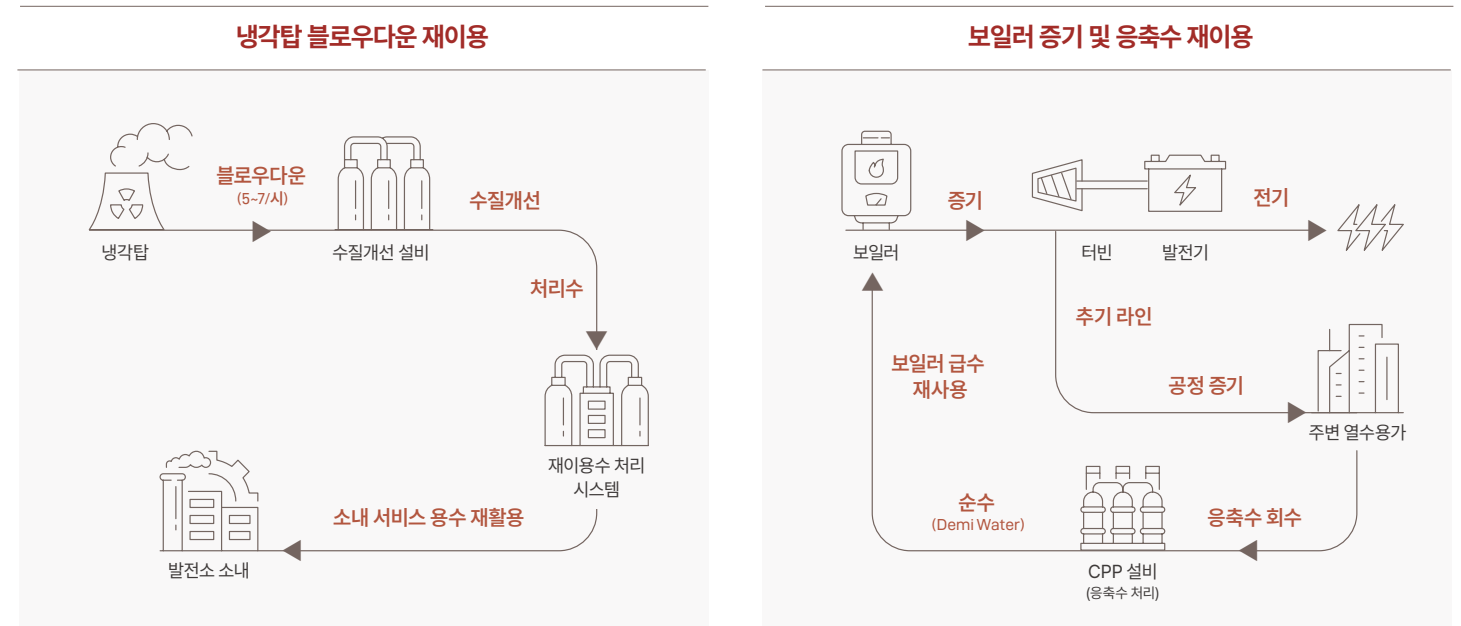 냉각탑 블로우다운 재이용
블로우다운
(5~7/시)
수질개선
냉각탑
수질개선 설비
처리수
재이용수 처리
시스템
소내 서비스 용수 재활용
발전소 소내
보일러 증기 및 응축수 재이용
증기
전기
보일러
터빈
발전기
추기 라인
보일러 급수
재사용
공정 증기
주변 열수용가
순수
(Demi Water)
응축수 회수
CPP 설비
(응축수 처리)